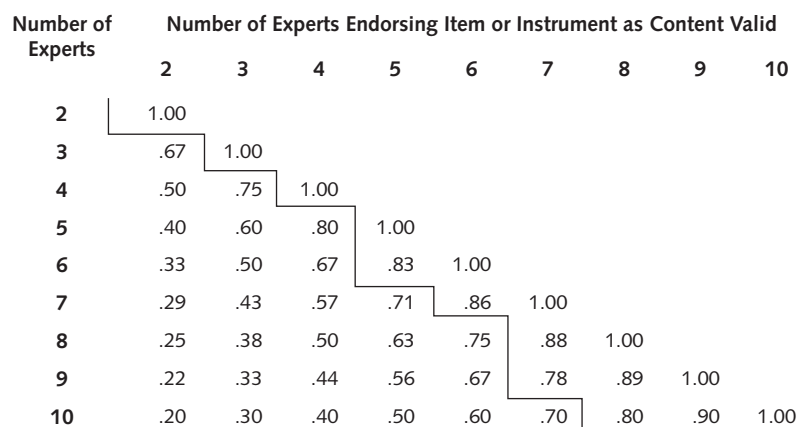 Number of Experts Number of Experts Endorsing Item or Instrument as Content Valid
2 3 4 5 6 7 8 9 10
2 1.00
3 .67 1.00
4 .50 .75 1.00
5 .40 .60 .80 1.00
6 .33 .50 .67 .83 1.00
7 .29 .43 .57 .71 .86 1.00
8 .25 .38 .50 .63 .75 .88 1.00
9 .22 .33 .44 .56 .67 .78 .89 1.00
10 .20 .30 .40 .50 .60 .70 .80 .90 1.00